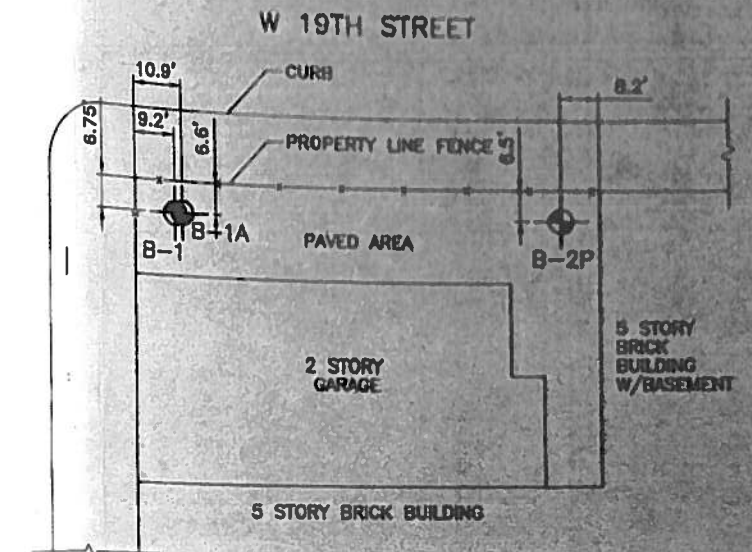 W 19TH STREET
10.9'
CURB
8.2'
6.75
9.2'
6.6'
PROPERTY LINE FENCE
6.5'
B-1A
B-1
PAVED AREA
B-2P
2 STORY
GARAGE
5 STORY
BRICK
BUILDING
W/BASEMENT
5 STORY BRICK BUILDING